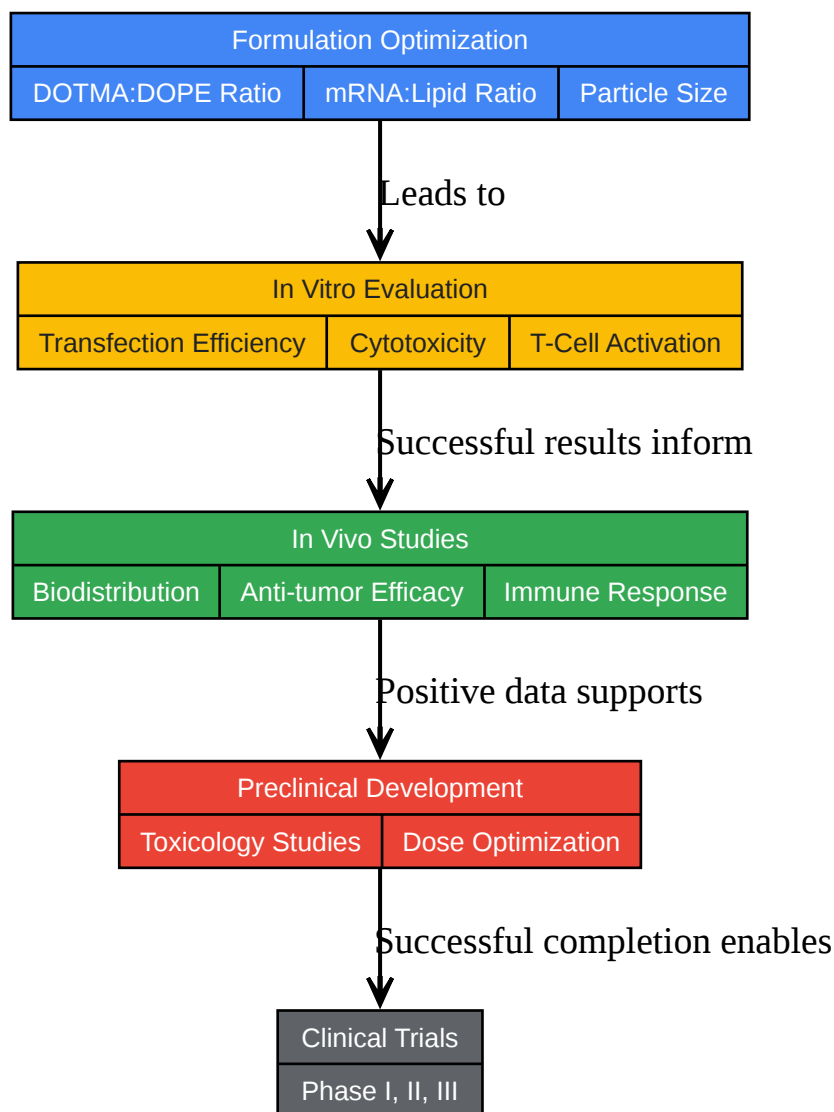 Formulation Optimization
DOTMA:DOPE Ratio mRNA:Lipid Ratio Particle Size
Leads to
In Vitro Evaluation
Transfection Efficiency Cytotoxicity T-Cell Activation
Successful results inform
In Vivo Studies
Biodistribution Anti-tumor Efficacy Immune Response
Positive data supports
Preclinical Development
Toxicology Studies Dose Optimization
Successful completion enables
Clinical Trials
Phase I, II, III